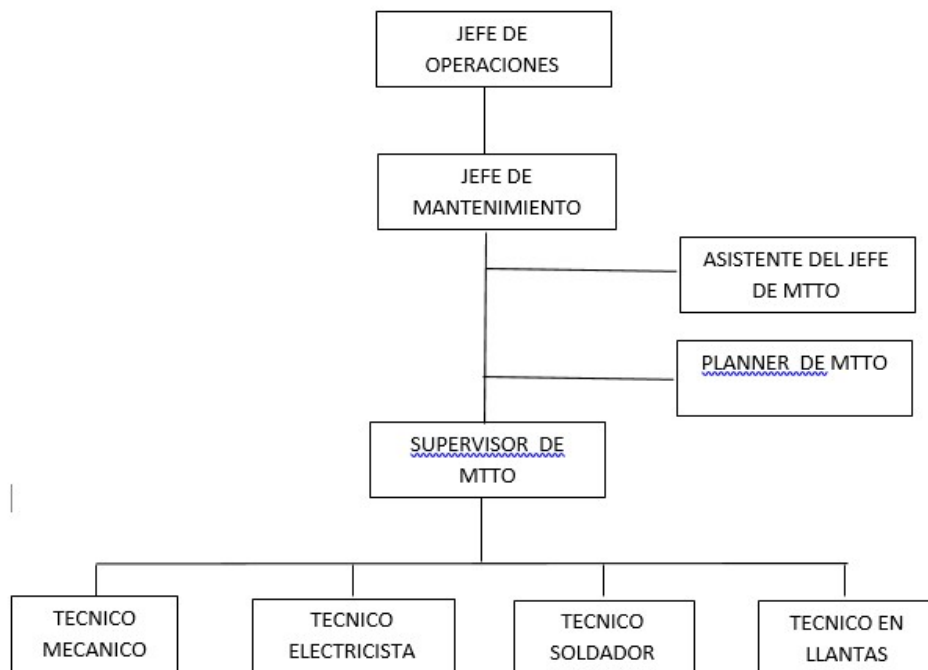 JEFE DE
OPERACIONES
JEFE DE
MANTENIMIENTO
ASISTENTE DEL JEFE
DE MTTO
PLANNER DE MTTO
SUPERVISOR DE
MTTO
TECNICO
MECANICO
TECNICO
ELECTRICISTA
TECNICO
SOLDADOR
TECNICO EN
LLANTAS